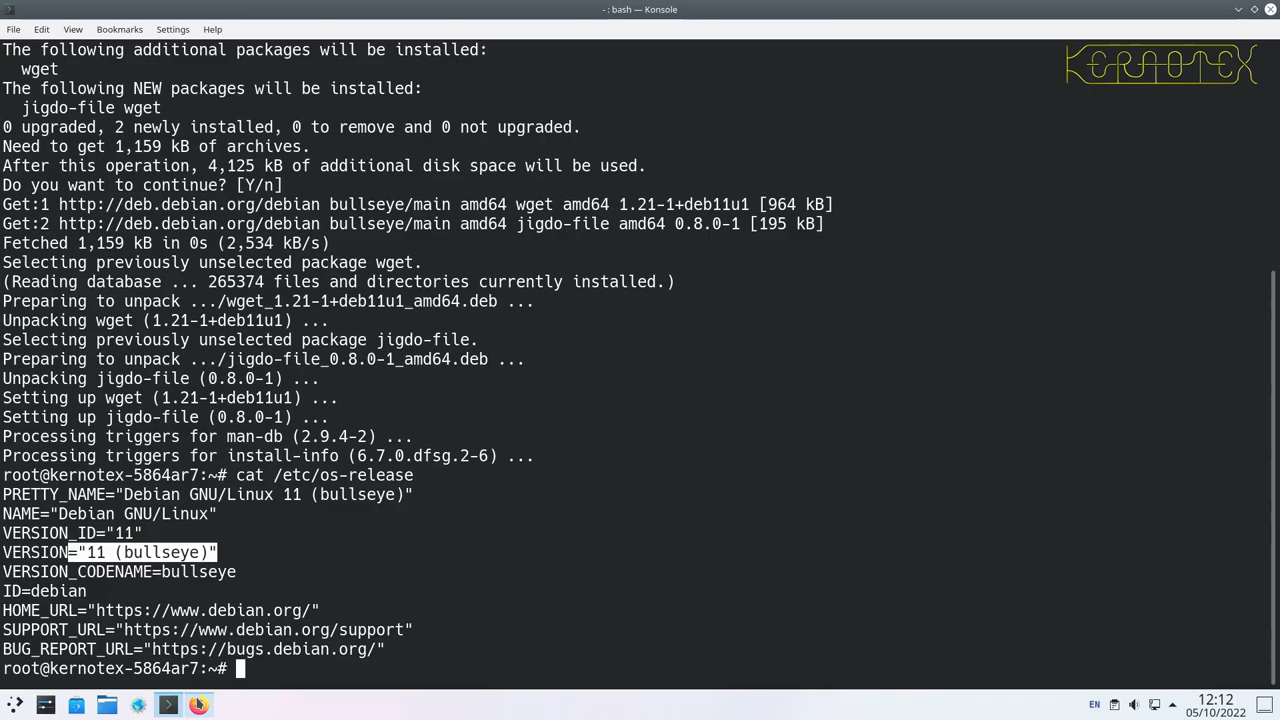 - : bash — Konsole
File Edit View Bookmarks Settings Help
The following additional packages will be installed:
wget
The following NEW packages will be installed:
jigdo-file wget
0 upgraded, 2 newly installed, 0 to remove and 0 not upgraded.
Need to get 1,159 kB of archives.
After this operation, 4,125 kB of additional disk space will be used.
Do you want to continue? [Y/n]
Get:1 http://deb.debian.org/debian bullseye/main amd64 wget amd64 1.21-1+deb11u1 [964 kB]
Get:2 http://deb.debian.org/debian bullseye/main amd64 jigdo-file amd64 0.8.0-1 [195 kB]
Fetched 1,159 kB in 0s (2,534 kB/s)
Selecting previously unselected package wget.
(Reading database ... 265374 files and directories currently installed.)
Preparing to unpack .../wget_1.21-1+deb11u1_amd64.deb ...
Unpacking wget (1.21-1+deb11u1) ...
Selecting previously unselected package jigdo-file.
Preparing to unpack .../jigdo-file_0.8.0-1_amd64.deb ...
Unpacking jigdo-file (0.8.0-1) ...
Setting up wget (1.21-1+deb11u1) ...
Setting up jigdo-file (0.8.0-1) ...
Processing triggers for man-db (2.9.4-2) ...
Processing triggers for install-info (6.7.0.dfsg.2-6) ...
root@kernotex-5864ar7:~# cat /etc/os-release
PRETTY_NAME="Debian GNU/Linux 11 (bullseye)"
NAME="Debian GNU/Linux"
VERSION_ID="11"
VERSION="11 (bullseye)"
VERSION_CODENAME=bullseye
ID=debian
HOME_URL="https://www.debian.org/"
SUPPORT_URL="https://www.debian.org/support"
BUG_REPORT_URL="https://bugs.debian.org/"
root@kernotex-5864ar7:~#
KERNOTEX
EN
12:12
05/10/2022